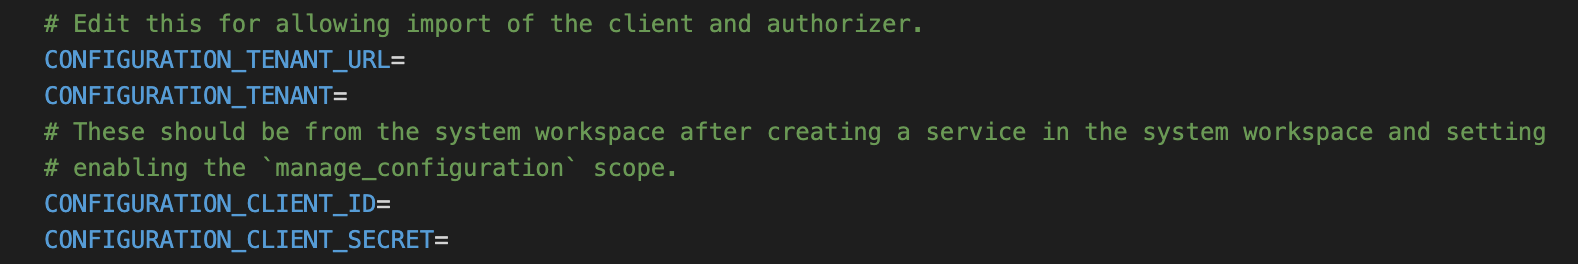 # Edit this for allowing import of the client and authorizer.
CONFIGURATION_TENANT_URL=
CONFIGURATION_TENANT=
# These should be from the system workspace after creating a service in the system workspace and setting
# enabling the `manage_configuration` scope.
CONFIGURATION_CLIENT_ID=
CONFIGURATION_CLIENT_SECRET=